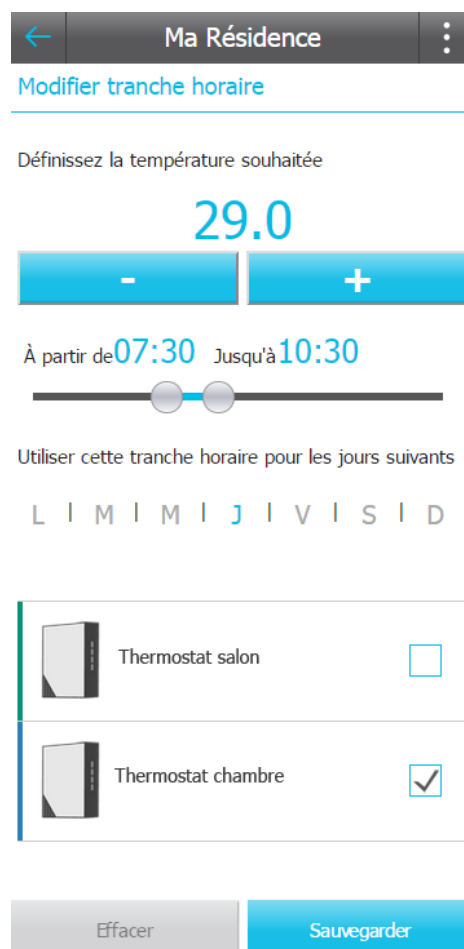 Ma Résidence
Modifier tranche horaire
Définissez la température souhaitée
29.0
- +
À partir de 07:30 Jusqu'à 10:30
Utiliser cette tranche horaire pour les jours suivants
L | M | M | J | V | S | D
Thermostat salon
Thermostat chambre
Effacer Sauvegarder